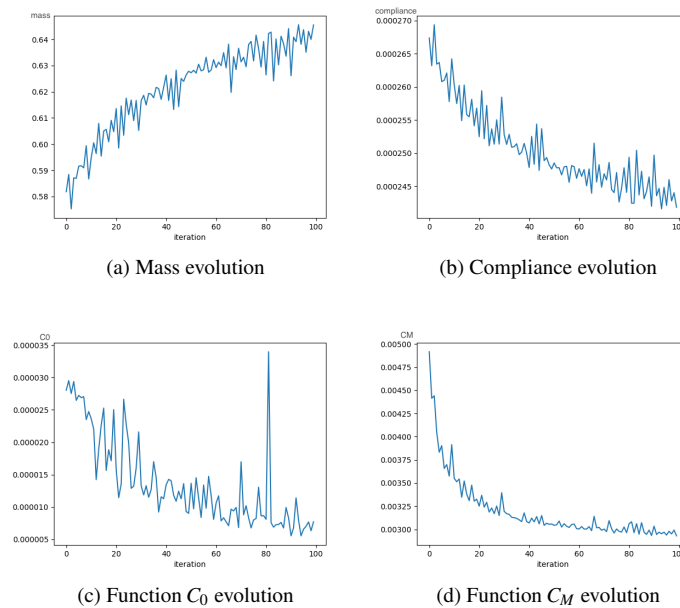 mass
0.64
0.63
0.62
0.61
0.60
0.59
0.58
0 20 40 60 80 100
iteration
(a) Mass evolution
compliance
0.000270
0.000265
0.000260
0.000255
0.000250
0.000245
0 20 40 60 80 100
iteration
(b) Compliance evolution
C0
0.000035
0.000030
0.000025
0.000020
0.000015
0.000010
0.000005
0 20 40 60 80 100
iteration
(c) Function C₀ evolution
CM
0.00500
0.00475
0.00450
0.00425
0.00400
0.00375
0.00350
0.00325
0.00300
0 20 40 60 80 100
iteration
(d) Function C_M evolution